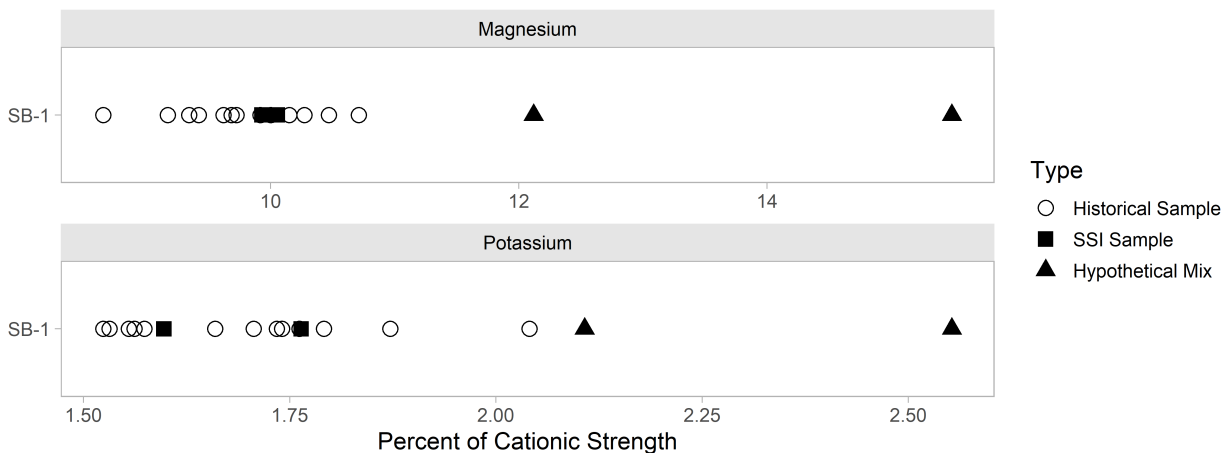 Magnesium
SB-1
10 12 14
Potassium
SB-1
1.50 1.75 2.00 2.25 2.50
Percent of Cationic Strength
Type
Historical Sample
SSI Sample
Hypothetical Mix